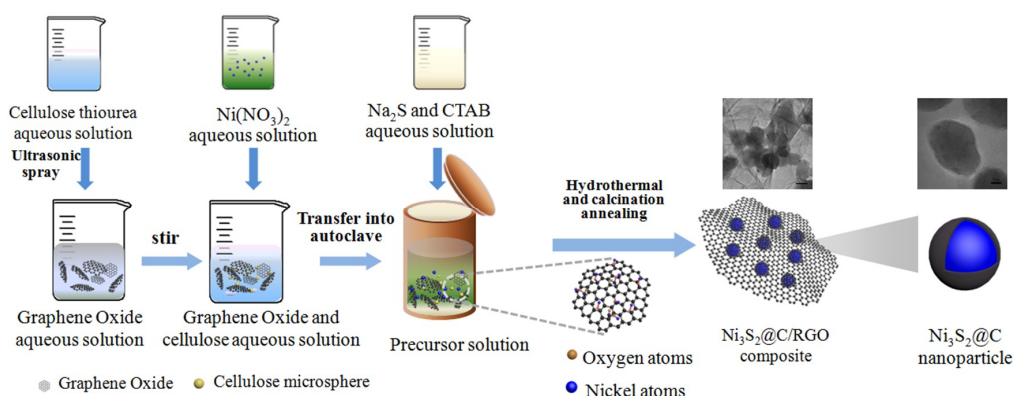 Cellulose thiourea
aqueous solution
Ni(NO₃)₂
aqueous solution
Na₂S and CTAB
aqueous solution
Ultrasonic
spray
stir
Transfer into
autoclave
Hydrothermal
and calcination
annealing
Graphene Oxide
aqueous solution
Graphene Oxide and
cellulose aqueous solution
Precursor solution
Oxygen atoms
Nickel atoms
Ni₃S₂@C/RGO
composite
Ni₃S₂@C
nanoparticle
Graphene Oxide
Cellulose microsphere